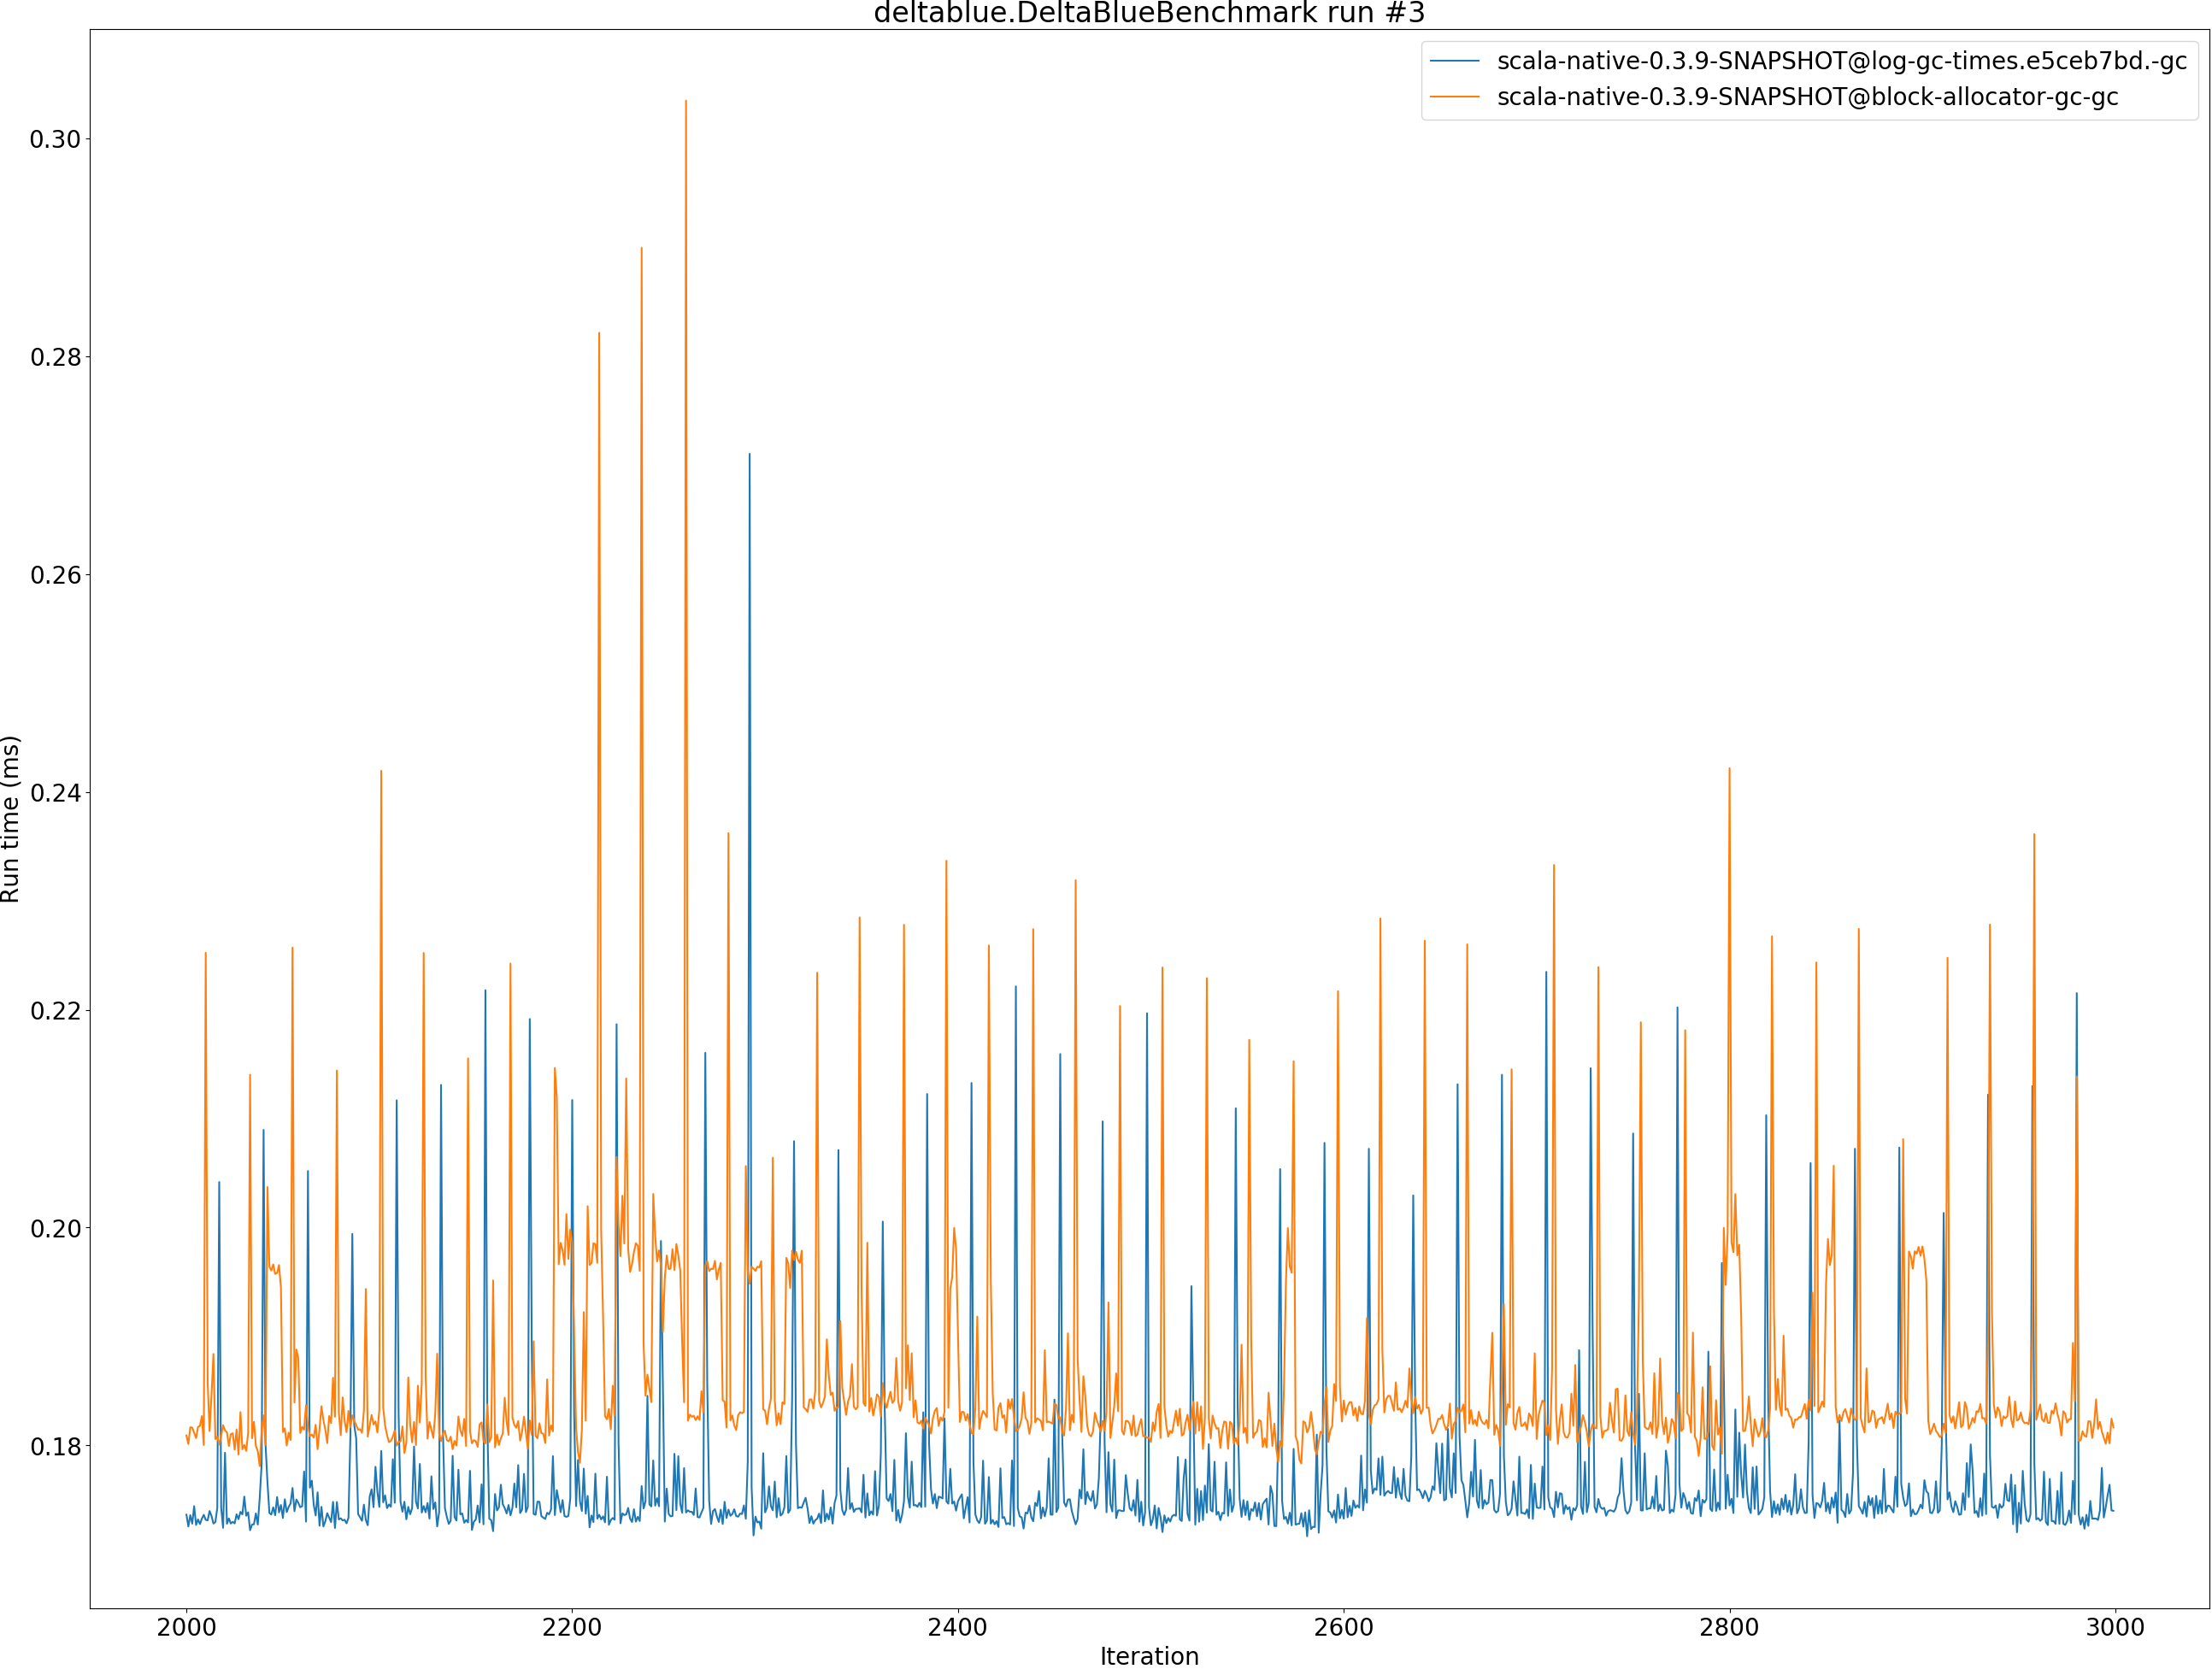 deltablue.DeltaBlueBenchmark run #3
scala-native-0.3.9-SNAPSHOT@log-gc-times.e5ceb7bd.-gc
scala-native-0.3.9-SNAPSHOT@block-allocator-gc-gc
Run time (ms)
0.30
0.28
0.26
0.24
0.22
0.20
0.18
2000
2200
2400
2600
2800
3000
Iteration